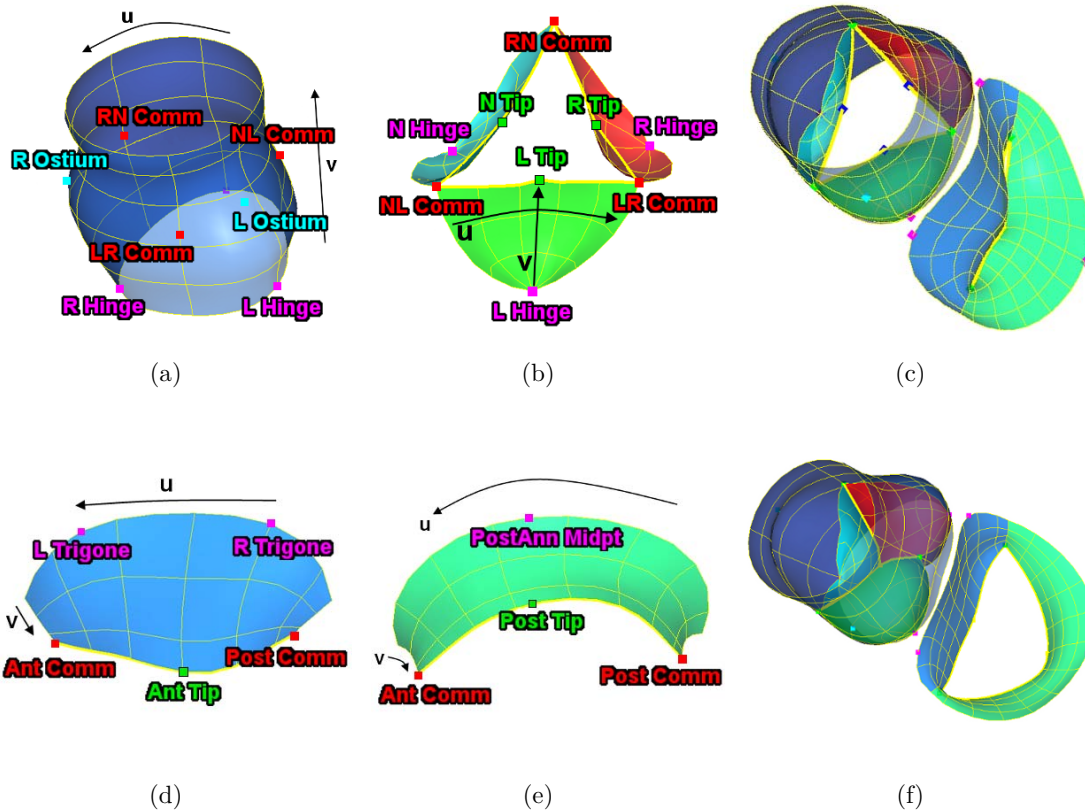 u
RN Comm
NL Comm
R Ostium
v
L Ostium
LR Comm
R Hinge
L Hinge
(a)
RN Comm
N Tip
R Tip
N Hinge
R Hinge
L Tip
NL Comm
LR Comm
u
v
L Hinge
(b)
(c)
u
L Trigone
R Trigone
v
Ant Comm
Post Comm
Ant Tip
(d)
u
PostAnn Midpt
Post Tip
v
Ant Comm
Post Comm
(e)
(f)